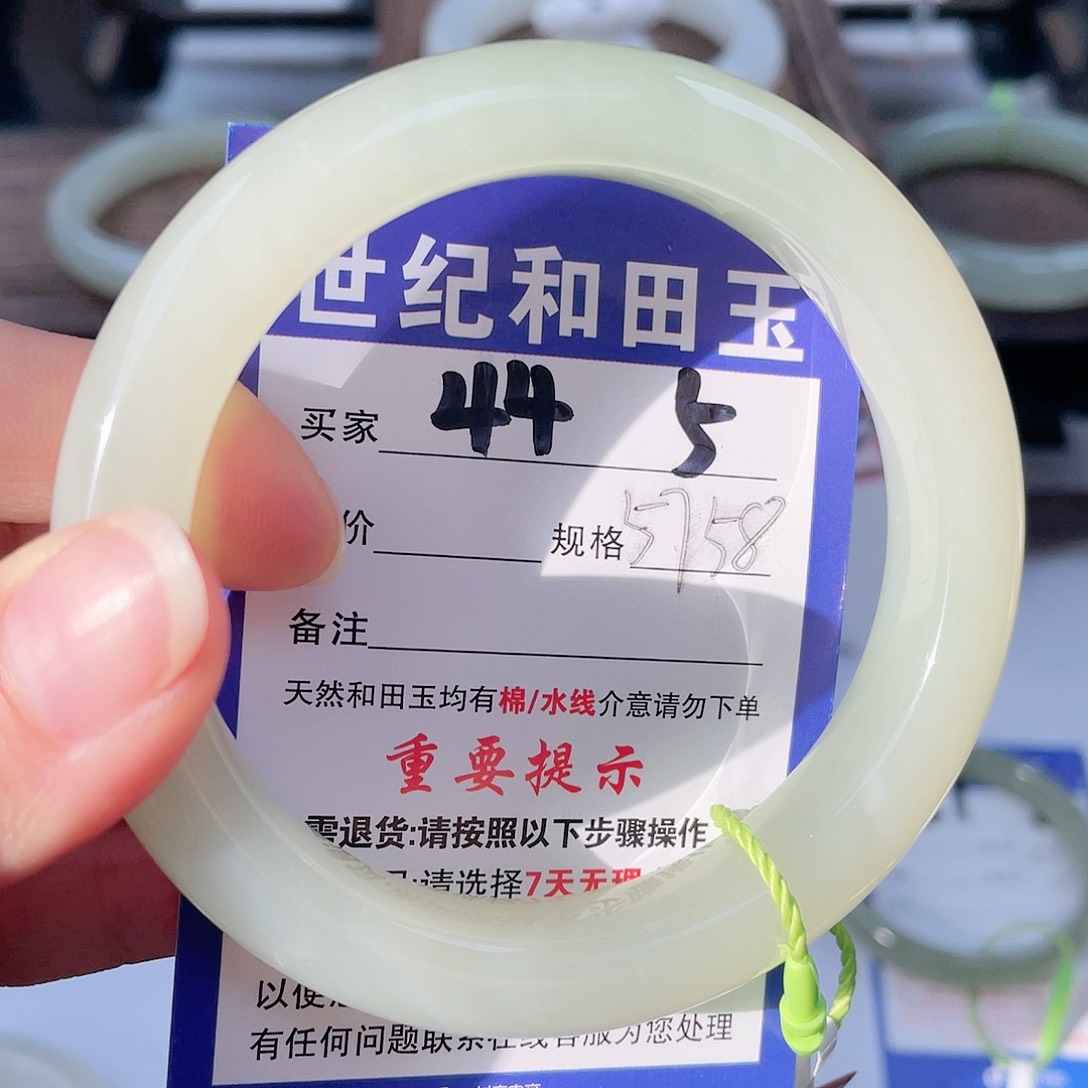 世纪和田玉
买家 44 5
价 规格 5758
备注
天然和田玉均有棉/水线介意请勿下单
重要提示
需退货:请按照以下步骤操作
请选择7天无理
以便
有任何问题联系在线客服为您处理